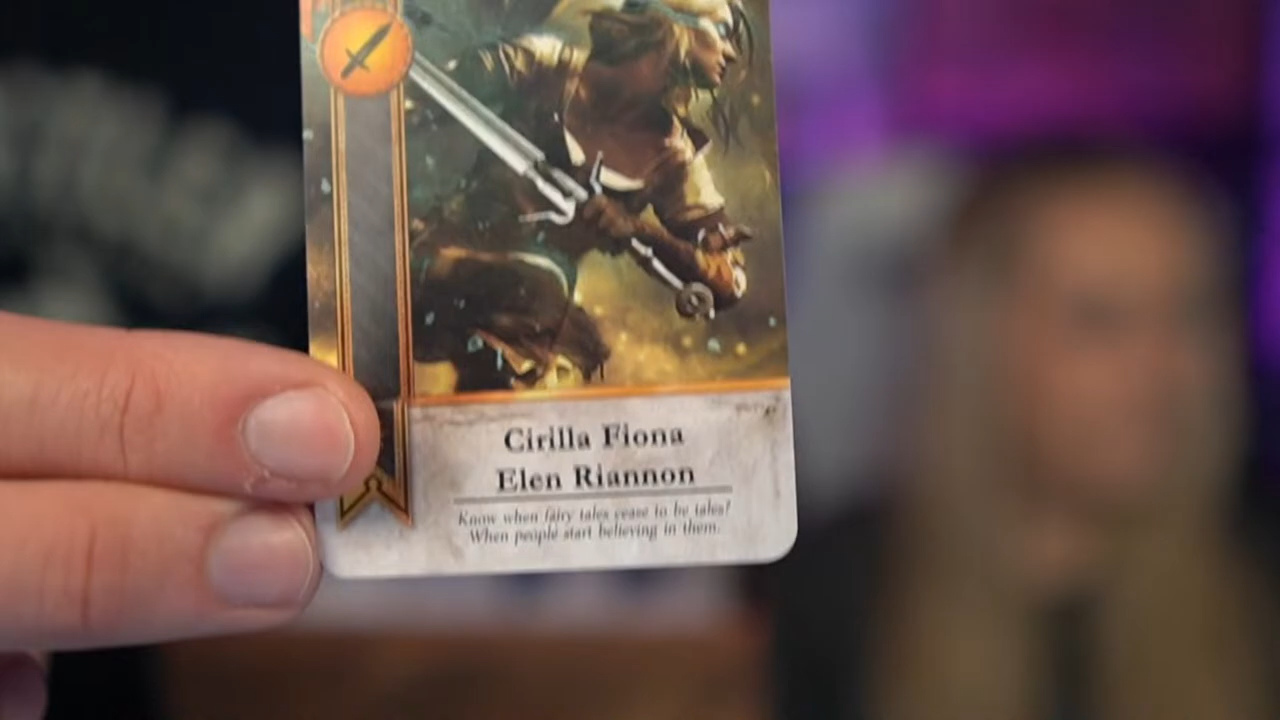 Cirilla Fiona
Elen Riannon
Know when fairy tales cease to be tales?
When people start believing in them.